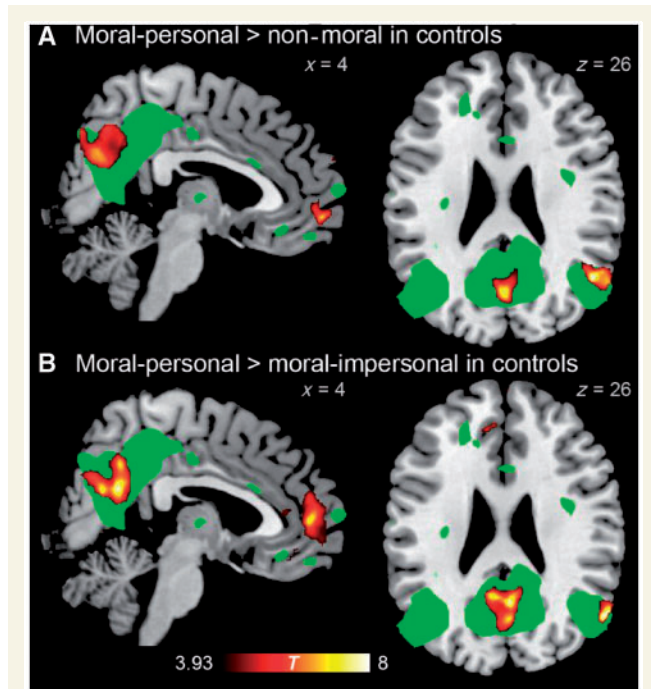 A Moral-personal > non-moral in controls
x = 4
z = 26
B Moral-personal > moral-impersonal in controls
x = 4
z = 26
3.93 T 8